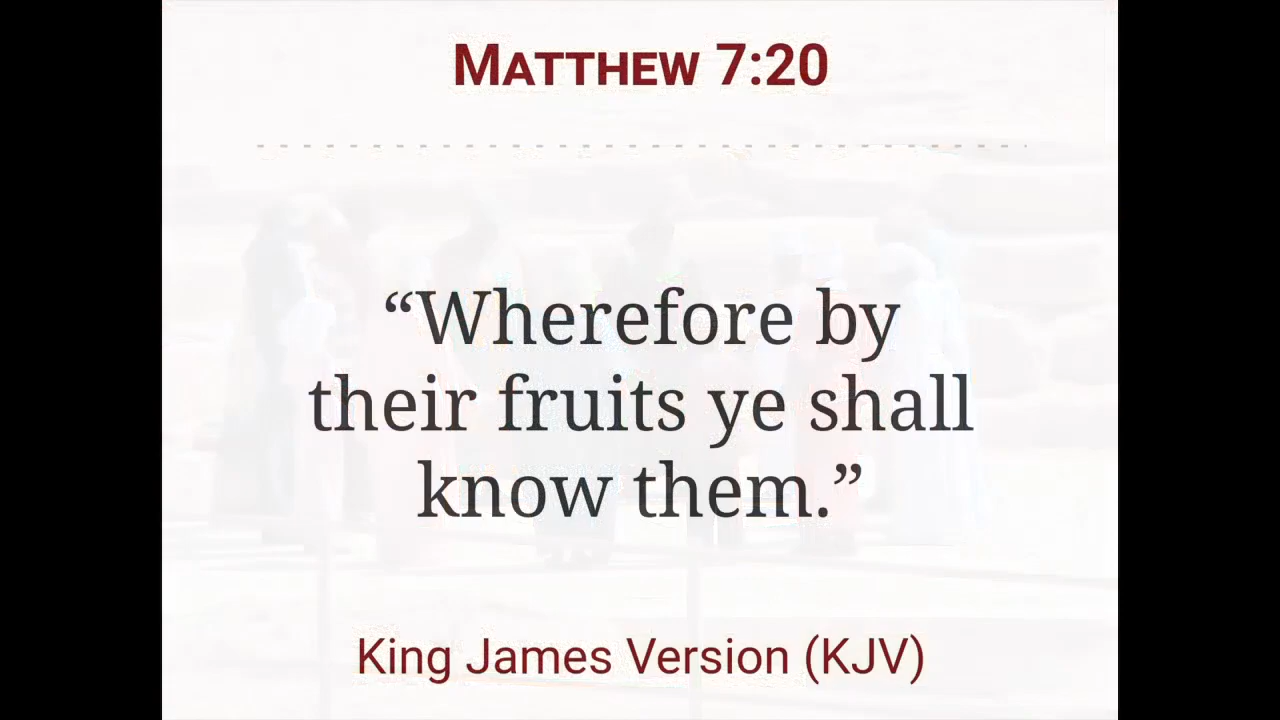 MATTHEW 7:20
“Wherefore by
their fruits ye shall
know them.”
King James Version (KJV)